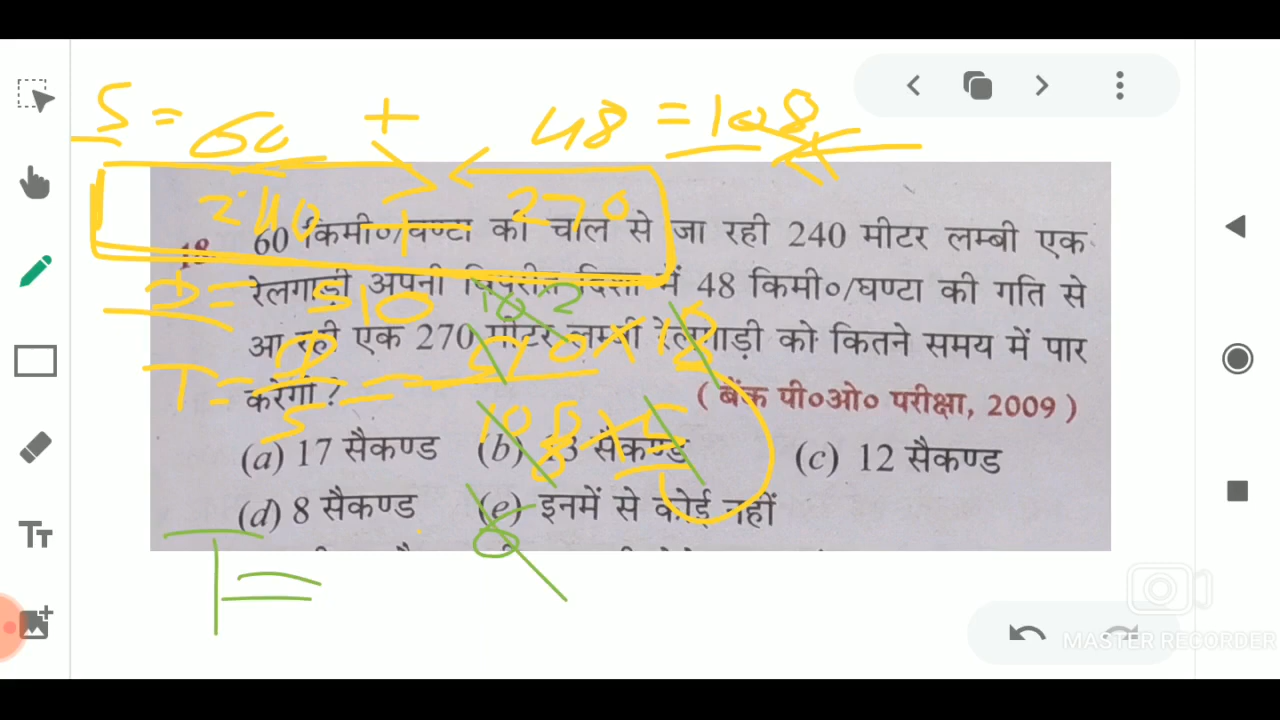 S = 60 + 48 = 108
240 + 270
18 60 किमी०/घण्टा की चाल से जा रही 240 मीटर लम्बी एक
रेलगाड़ी अपनी विपरीत दिशा में 48 किमी०/घण्टा की गति से
D = 510
आ रही एक 270 मीटर लम्बी रेलगाड़ी को कितने समय में पार
करेगी ?
(बैंक पी०ओ० परीक्षा, 2009)
(a) 17 सैकण्ड (b) 13 सैकण्ड (c) 12 सैकण्ड
(d) 8 सैकण्ड (e) इनमें से कोई नहीं
T =
Tт
MASTER RECORDER